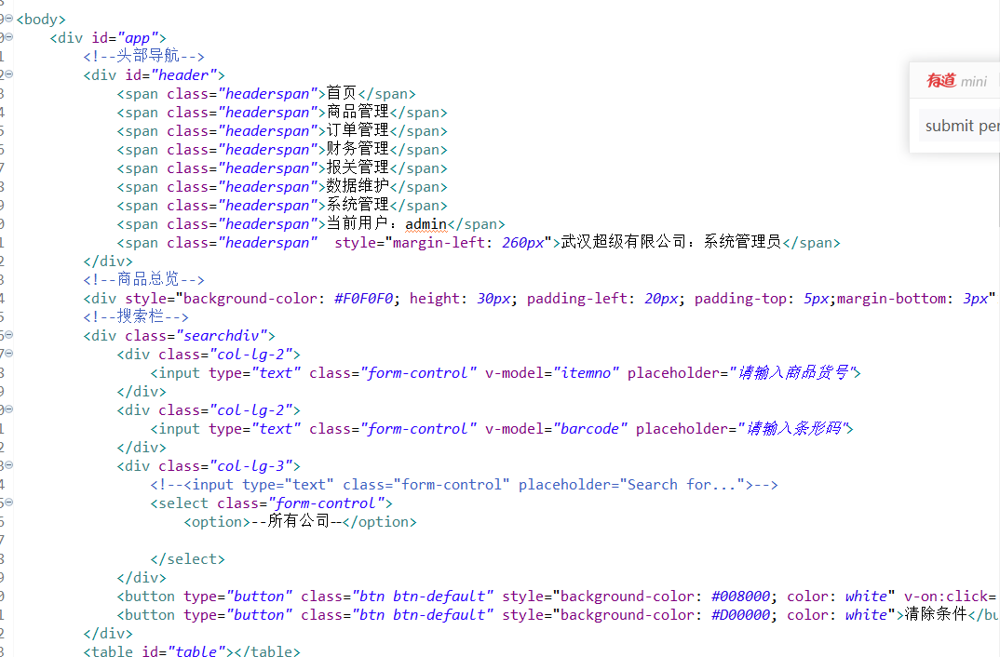 <body>
<div id="app">
<!--头部导航-->
<div id="header">
<span class="headerspan">首页</span>
<span class="headerspan">商品管理</span>
<span class="headerspan">订单管理</span>
<span class="headerspan">财务管理</span>
<span class="headerspan">报关管理</span>
<span class="headerspan">数据维护</span>
<span class="headerspan">系统管理</span>
<span class="headerspan">当前用户：admin</span>
<span class="headerspan"  style="margin-left: 260px">武汉超级有限公司：系统管理员</span>
</div>
<!--商品总览-->
<div style="background-color: #F0F0F0; height: 30px; padding-left: 20px; padding-top: 5px;margin-bottom: 3px"
<!--搜索栏-->
<div class="searchdiv">
<div class="col-lg-2">
<input type="text" class="form-control" v-model="itemno" placeholder="请输入商品货号">
</div>
<div class="col-lg-2">
<input type="text" class="form-control" v-model="barcode" placeholder="请输入条形码">
</div>
<div class="col-lg-3">
<!--<input type="text" class="form-control" placeholder="Search for...">-->
<select class="form-control">
<option>--所有公司--</option>
</select>
</div>
<button type="button" class="btn btn-default" style="background-color: #008000; color: white" v-on:click=
<button type="button" class="btn btn-default" style="background-color: #D00000; color: white">清除条件</bu
</div>
<table id="table"></table>
有道 mini
submit per